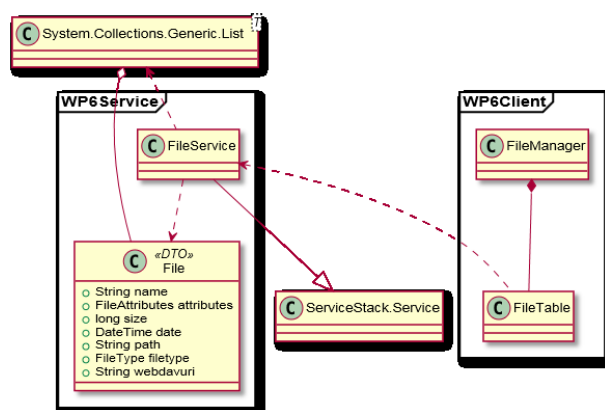 C System.Collections.Generic.List
T
WP6Service
WP6Client
C FileService
C FileManager
C «DTO»
File
String name
FileAttributes attributes
long size
DateTime date
String path
FileType filetype
String webdavuri
C ServiceStack.Service
C FileTable